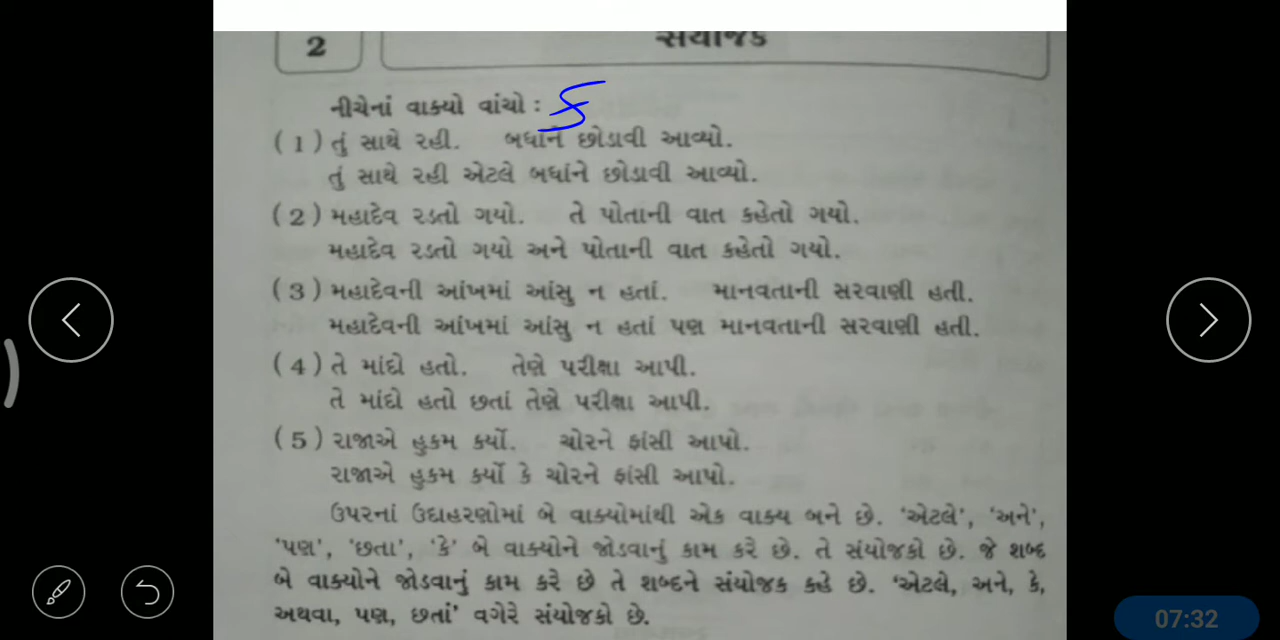 2
સંયોજક
નીચેનાં વાક્યો વાંચો :
(1) તું સાથે રહી. બધાંને છોડાવી આવ્યો.
તું સાથે રહી એટલે બધાંને છોડાવી આવ્યો.
(2) મહાદેવ રડતો ગયો. તે પોતાની વાત કહેતો ગયો.
મહાદેવ રડતો ગયો અને પોતાની વાત કહેતો ગયો.
(3) મહાદેવની આંખમાં આંસુ ન હતાં. માનવતાની સરવાણી હતી.
મહાદેવની આંખમાં આંસુ ન હતાં પણ માનવતાની સરવાણી હતી.
(4) તે માંદો હતો. તેણે પરીક્ષા આપી.
તે માંદો હતો છતાં તેણે પરીક્ષા આપી.
(5) રાજાએ હુકમ કર્યો. ચોરને ફાંસી આપો.
રાજાએ હુકમ કર્યો કે ચોરને ફાંસી આપો.
ઉપરનાં ઉદાહરણોમાં બે વાક્યોમાંથી એક વાક્ય બને છે. ‘એટલે’, ‘અને’,
‘પણ’, ‘છતા’, ‘કે’ બે વાક્યોને જોડવાનું કામ કરે છે. તે સંયોજકો છે. જે શબ્દ
બે વાક્યોને જોડવાનું કામ કરે છે તે શબ્દને સંયોજક કહે છે. ‘એટલે, અને, કે,
અથવા, પણ, છતાં’ વગેરે સંયોજકો છે.
07:32